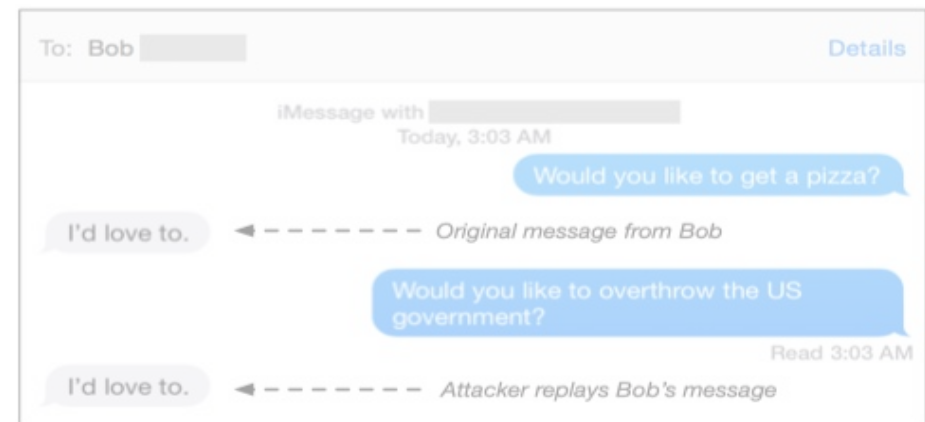 To: Bob
Details
iMessage with
Today, 3:03 AM
Would you like to get a pizza?
I'd love to.
Original message from Bob
Would you like to overthrow the US
government?
Read 3:03 AM
I'd love to.
Attacker replays Bob's message